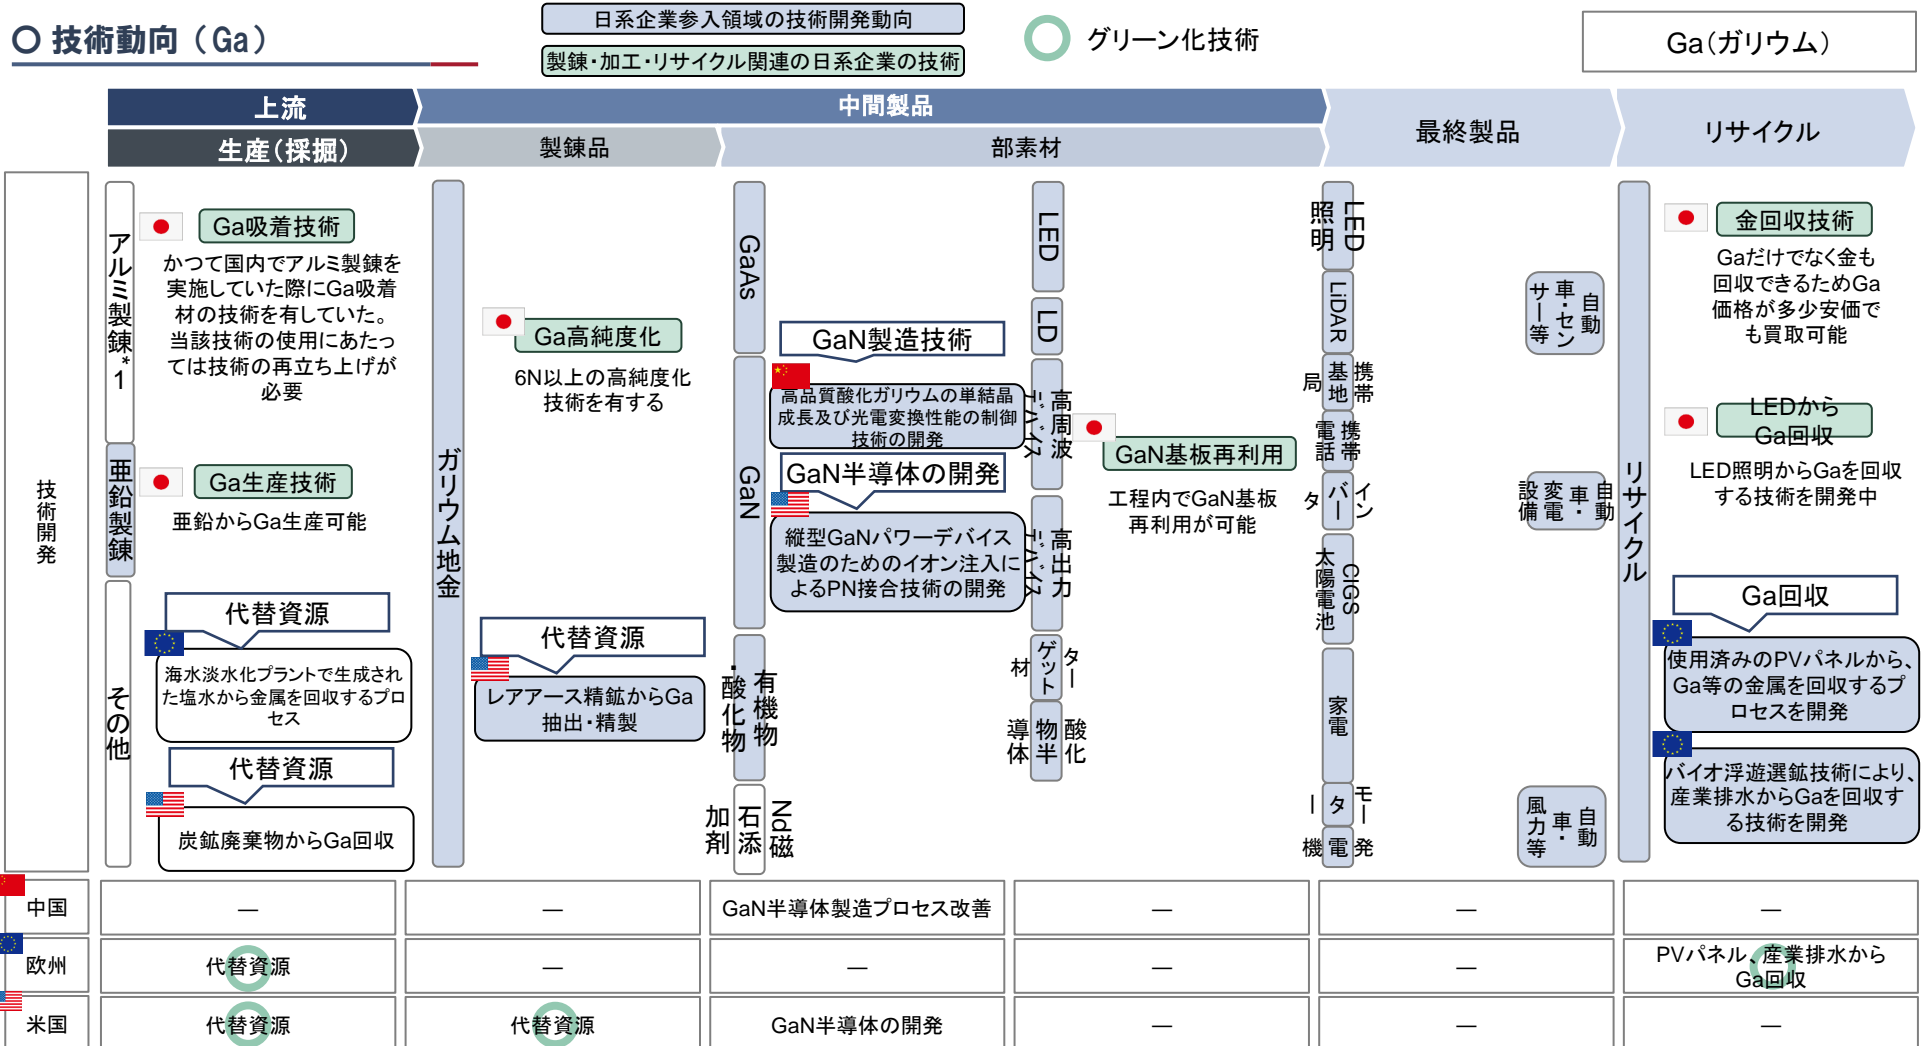 〇 技術動向（Ga）
日系企業参入領域の技術開発動向
製錬・加工・リサイクル関連の日系企業の技術
グリーン化技術
Ga（ガリウム）
上流
中間製品
最終製品
リサイクル
生産（採掘）
製錬品
部素材
技術開発
アルミ製錬*1
亜鉛製錬
その他
Ga吸着技術
かつて国内でアルミ製錬を
実施していた際にGa吸着
材の技術を有していた。
当該技術の使用にあたっ
ては技術の再立ち上げが
必要
Ga生産技術
亜鉛からGa生産可能
代替資源
海水淡水化プラントで生成され
た塩水から金属を回収するプロ
セス
代替資源
炭鉱廃棄物からGa回収
ガリウム地金
Ga高純度化
6N以上の高純度化
技術を有する
代替資源
レアアース精鉱からGa
抽出・精製
GaAs
GaN
有機物
・酸化物
Nd磁
石添
加剤
GaN製造技術
高品質酸化ガリウムの単結晶
成長及び光電変換性能の制御
技術の開発
GaN半導体の開発
縦型GaNパワーデバイス
製造のためのイオン注入に
よるPN接合技術の開発
LED
LD
高周波
デバイス
高出力
デバイス
ター
ゲット
材
酸化
物半
導体
GaN基板再利用
工程内でGaN基板
再利用が可能
LED
照明
LiDAR
携帯
基地
局
携帯
電話
イン
バー
タ
CIGS
太陽電池
家電
モー
タ
ー
発
電
機
自動
車・セン
サー等
自動
車・
変電
設備
自動
車・
風力等
リサイクル
金回収技術
Gaだけでなく金も
回収できるためGa
価格が多少安価で
も買取可能
LEDから
Ga回収
LED照明からGaを回収
する技術を開発中
Ga回収
使用済みのPVパネルから、
Ga等の金属を回収するプ
ロセスを開発
バイオ浮遊選鉱技術により、
産業排水からGaを回収す
る技術を開発
中国
―
―
GaN半導体製造プロセス改善
―
―
―
欧州
代替資源
―
―
―
―
PVパネル、産業排水から
Ga回収
米国
代替資源
代替資源
GaN半導体の開発
―
―
―